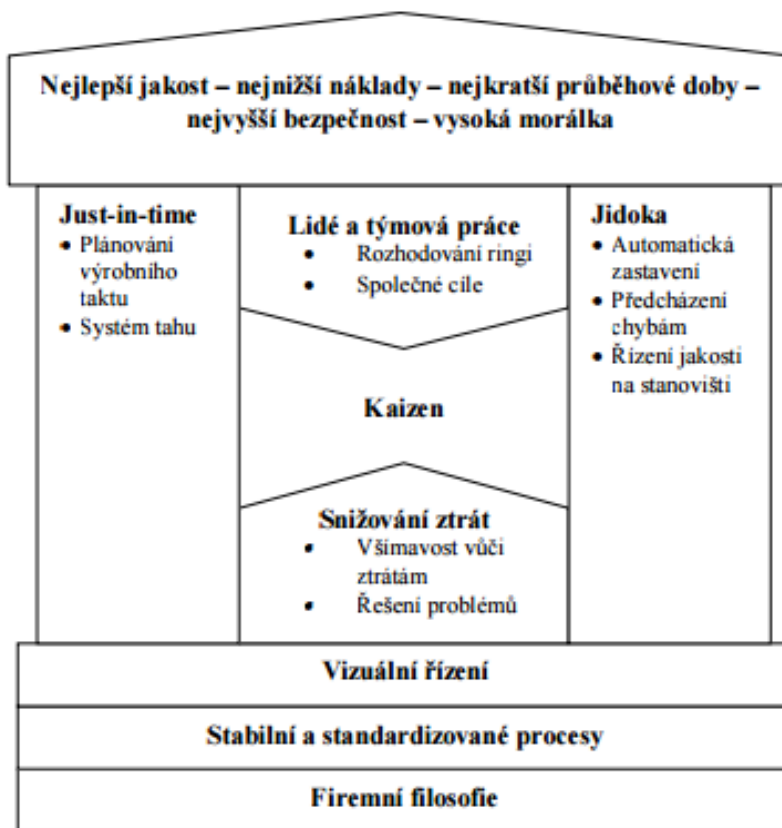 Nejlepší jakost – nejnižší náklady – nejkratší průběhové doby –
nejvyšší bezpečnost – vysoká morálka
Just-in-time
• Plánování
výrobního
taktu
• Systém tahu
Lidé a týmová práce
• Rozhodování ringi
• Společné cíle
Kaizen
Snižování ztrát
• Všímavost vůči
ztrátám
• Řešení problémů
Jidoka
• Automatická
zastavení
• Předcházení
chybám
• Řízení jakosti
na stanovišti
Vizuální řízení
Stabilní a standardizované procesy
Firemní filosofie